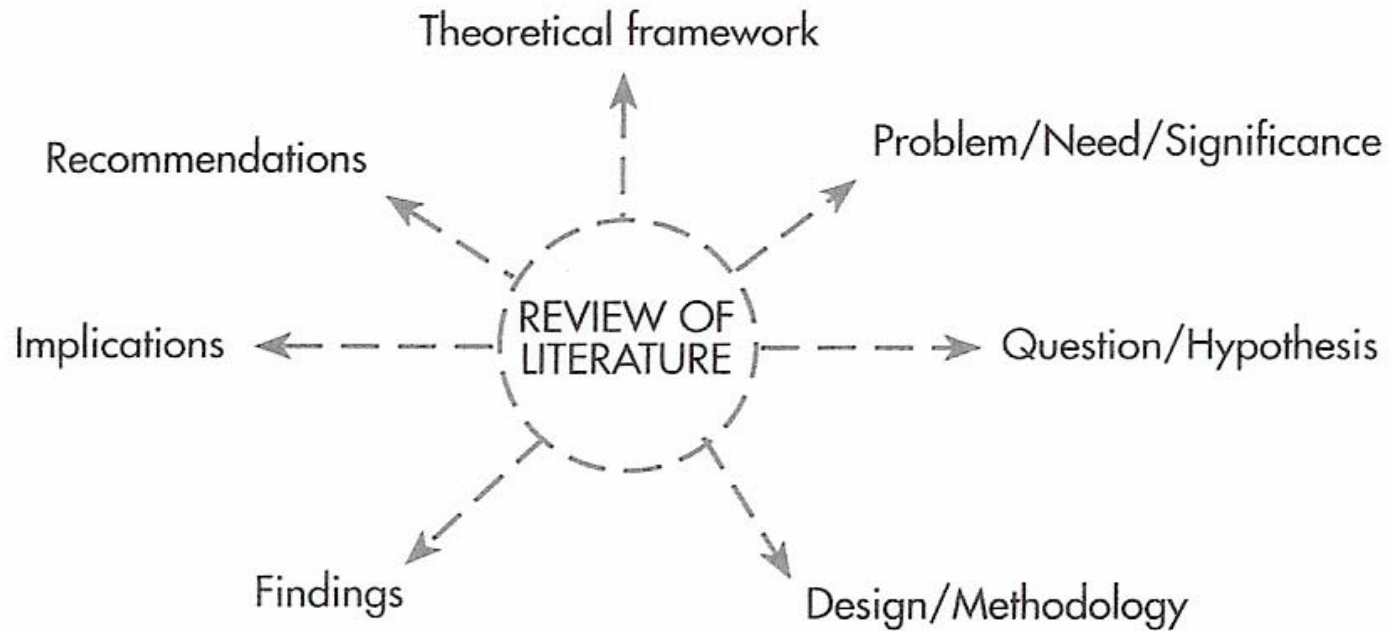 Theoretical framework
Problem/Need/Significance
Recommendations
REVIEW OF
LITERATURE
Implications
Question/Hypothesis
Findings
Design/Methodology